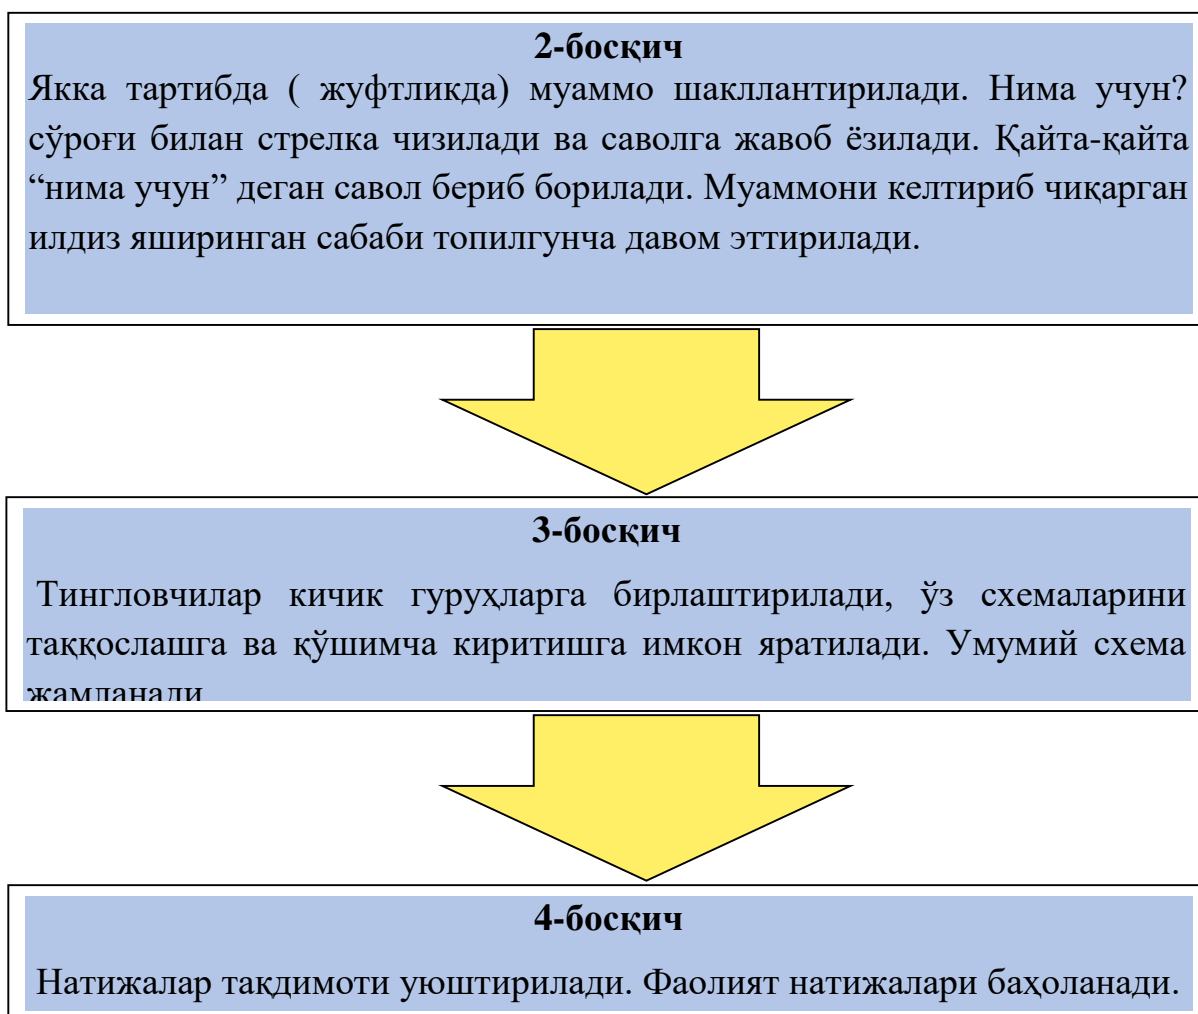 2-босқич
Якка тартибда ( жуфтликда) муаммо шакллантирилади. Нима учун?
сўроғи билан стрелка чизилади ва саволга жавоб ёзилади. Қайта-қайта
“нима учун” деган савол бериб борилади. Муаммони келтириб чиқарган
илдиз яширинган сабаби топилгунча давом эттирилади.
3-босқич
Тингловчилар кичик гуруҳларга бирлаштирилади, ўз схемаларини
таққослашга ва қўшимча киритишга имкон яратилади. Умумий схема
жамланади
4-босқич
Натижалар тақдимоти уюштирилади. Фаолият натижалари баҳоланади.